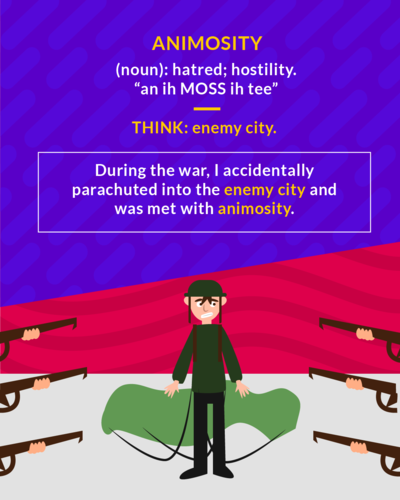 ANIMOSITY
(noun): hatred; hostility.
“an ih MOSS ih tee”
THINK: enemy city.
During the war, I accidentally
parachuted into the enemy city and
was met with animosity.